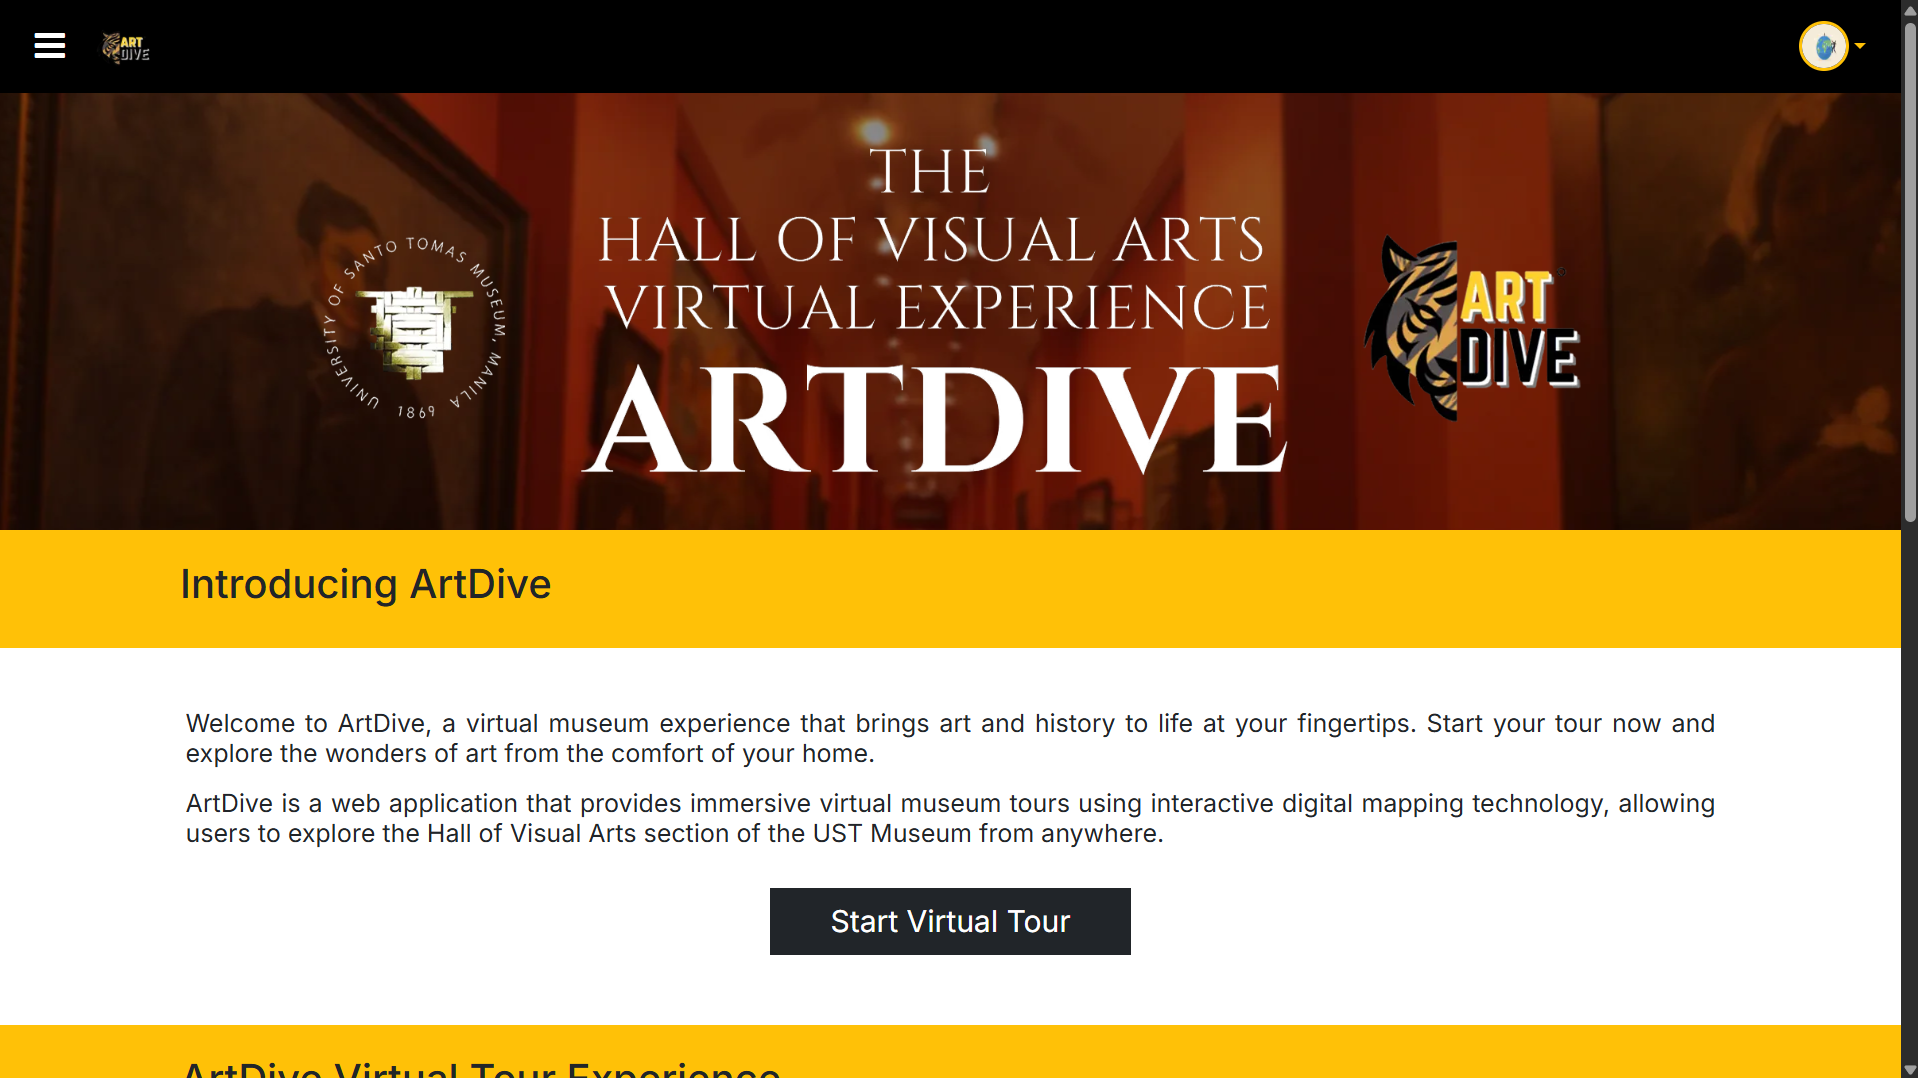 ART
DIVE
THE
HALL OF VISUAL ARTS
VIRTUAL EXPERIENCE
ARTDIVE
UNIVERSITY OF SANTO TOMAS MUSEUM, MANILA
1869
ART
DIVE
Introducing ArtDive
Welcome to ArtDive, a virtual museum experience that brings art and history to life at your fingertips. Start your tour now and
explore the wonders of art from the comfort of your home.
ArtDive is a web application that provides immersive virtual museum tours using interactive digital mapping technology, allowing
users to explore the Hall of Visual Arts section of the UST Museum from anywhere.
Start Virtual Tour
ArtDive Virtual Tour Experience